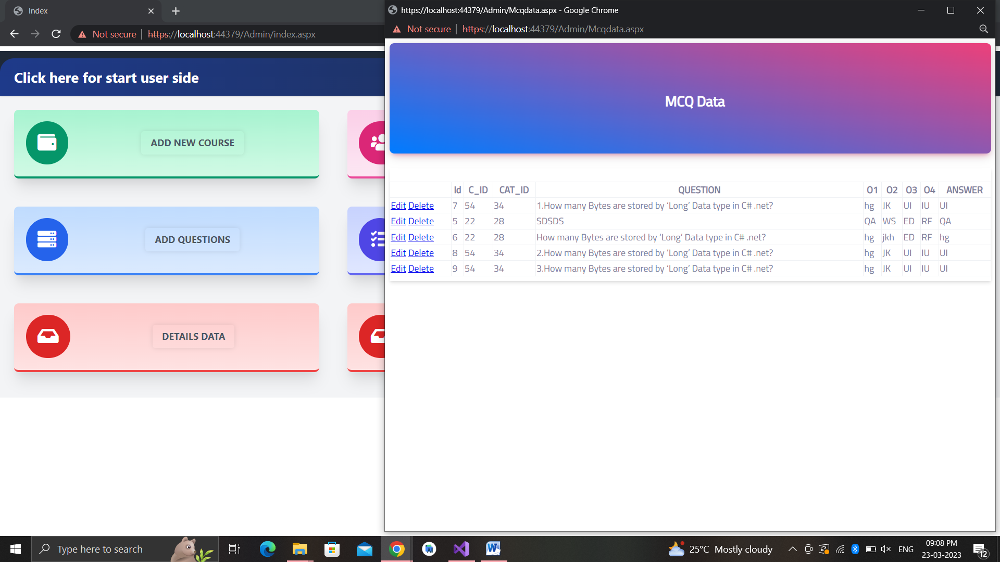 Index
Not secure
https://localhost:44379/Admin/index.aspx
Click here for start user side
ADD NEW COURSE
ADD QUESTIONS
DETAILS DATA
https://localhost:44379/Admin/Mcqdata.aspx - Google Chrome
Not secure
https://localhost:44379/Admin/Mcqdata.aspx
MCQ Data
Id C_ID CAT_ID QUESTION O1 O2 O3 O4 ANSWER
Edit Delete 7 54 34 1.How many Bytes are stored by ‘Long’ Data type in C# .net? hg JK UI IU UI
Edit Delete 5 22 28 SDSDS QA WS ED RF QA
Edit Delete 6 22 28 How many Bytes are stored by ‘Long’ Data type in C# .net? hg jkh ED RF hg
Edit Delete 8 54 34 2.How many Bytes are stored by ‘Long’ Data type in C# .net? hg JK UI IU UI
Edit Delete 9 54 34 3.How many Bytes are stored by ‘Long’ Data type in C# .net? hg JK UI IU UI
Type here to search
25°C Mostly cloudy
ENG
09:08 PM
23-03-2023
12